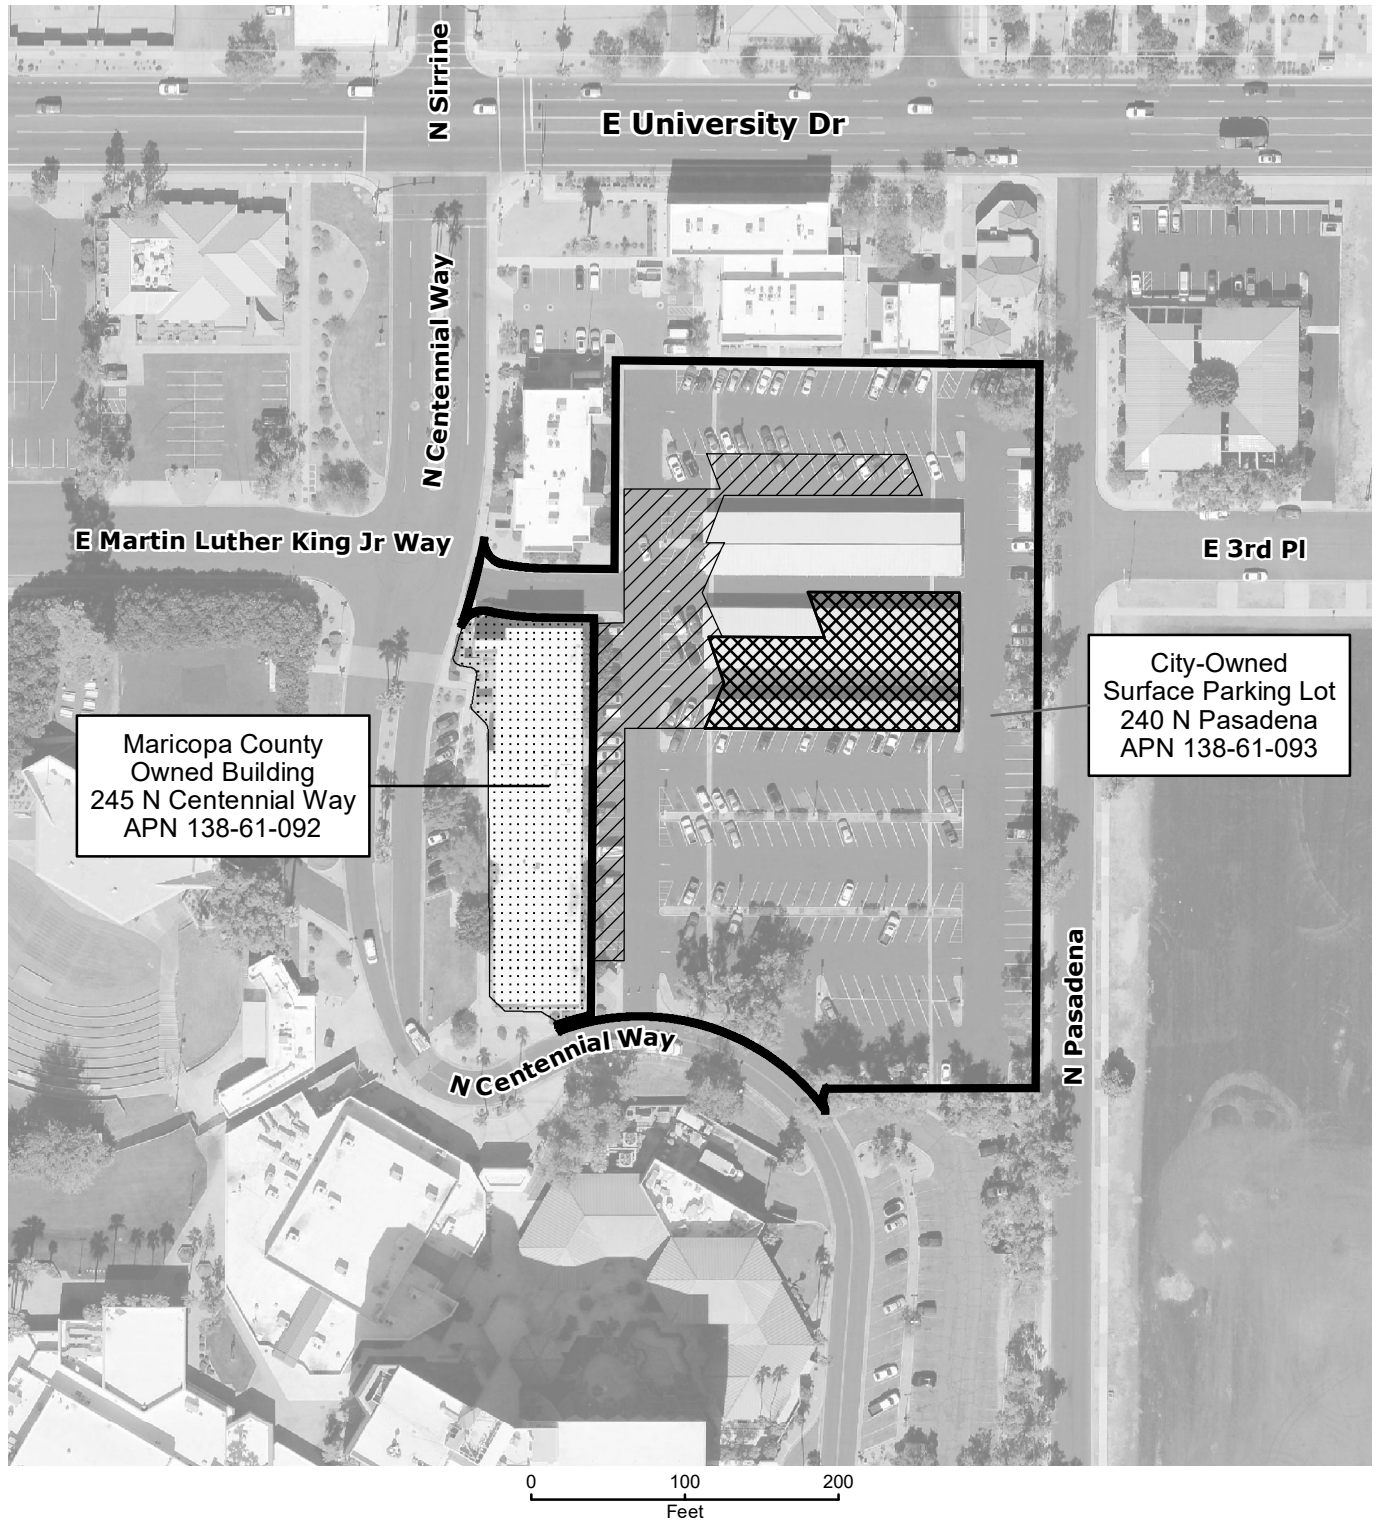 N Sirrine
E University Dr
N Centennial Way
E Martin Luther King Jr Way
E 3rd Pl
City-Owned
Surface Parking Lot
240 N Pasadena
APN 138-61-093
Maricopa County
Owned Building
245 N Centennial Way
APN 138-61-092
N Pasadena
N Centennial Way
0 100 200
Feet